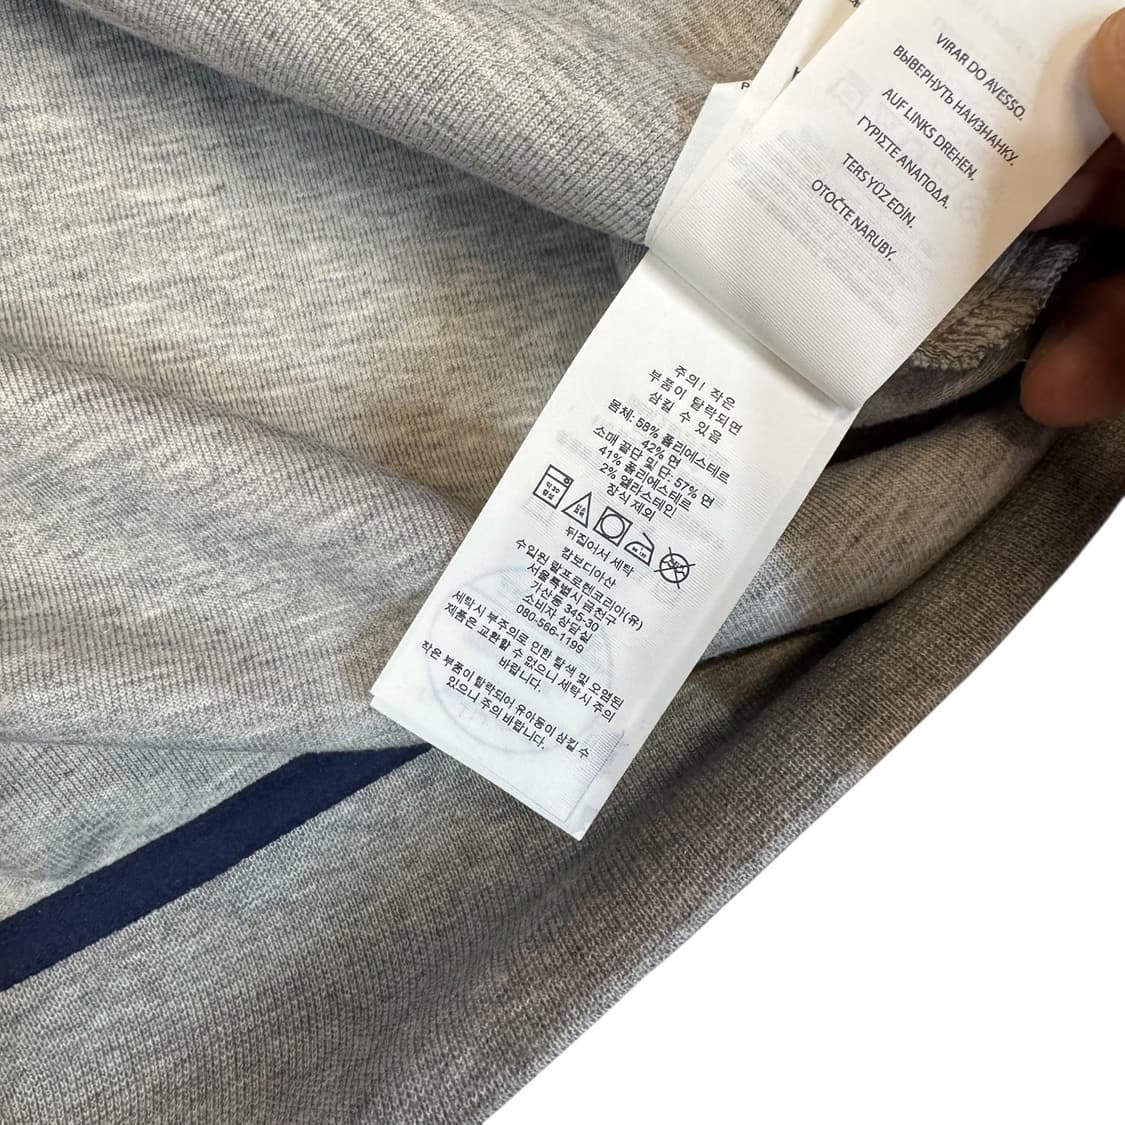 VIRAR DO AVESSO.
ВЫВЕРНУТЬ НАИЗНАНКУ.
AUF LINKS DREHEN.
ΓΥΡΙΣΤΕ ΑΝΑΠΟΔΑ.
TERS YÜZ EDİN.
OTOČTE NARUBY.
주의! 작은
부품이 탈락되면
삼킬 수 있음
몸체: 58% 폴리에스테르
42% 면
소매 끝단 및 단: 57% 면
41% 폴리에스테르
2% 엘라스테인
장식 제외
뒤집어서 세탁
캄보디아산
수입원 랄프로렌코리아(유)
서울특별시 금천구
가산동 345-30
소비자 상담실
080-566-1199
세탁시 부주의로 인한 탈색 및 오염된
제품은 교환할 수 없으니 세탁시 주의
바랍니다.
작은 부품이 탈락되어 유아동이 삼킬 수
있으니 주의 바랍니다.